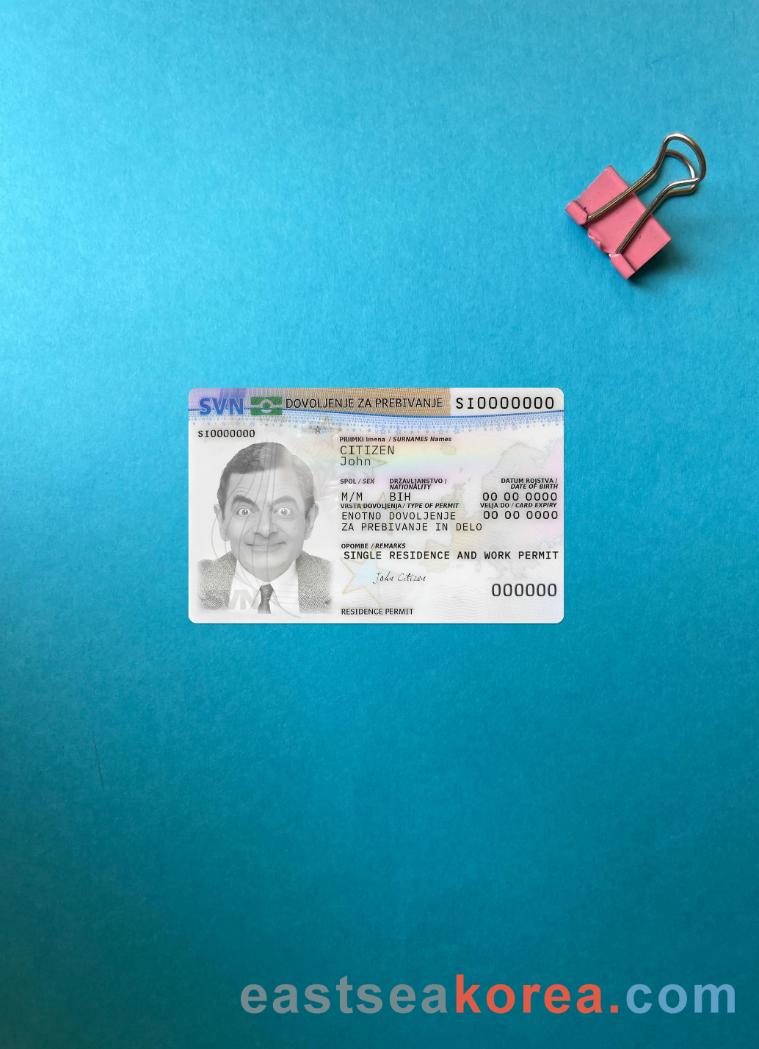 SVN DOVOLJENJE ZA PREBIVANJE SI0000000
SI0000000
PRIIMKI Imena / SURNAMES Names
CITIZEN
John
SPOL / SEX DRŽAVLJANSTVO / NATIONALITY DATUM ROJSTVA / DATE OF BIRTH
M/M BIH 00 00 0000
VRSTA DOVOLJENJA / TYPE OF PERMIT VELJA DO / CARD EXPIRY
ENOTNO DOVOLJENJE 00 00 0000
ZA PREBIVANJE IN DELO
OPOMBE / REMARKS
SINGLE RESIDENCE AND WORK PERMIT
John Citizen
000000
RESIDENCE PERMIT
eastseakorea.com